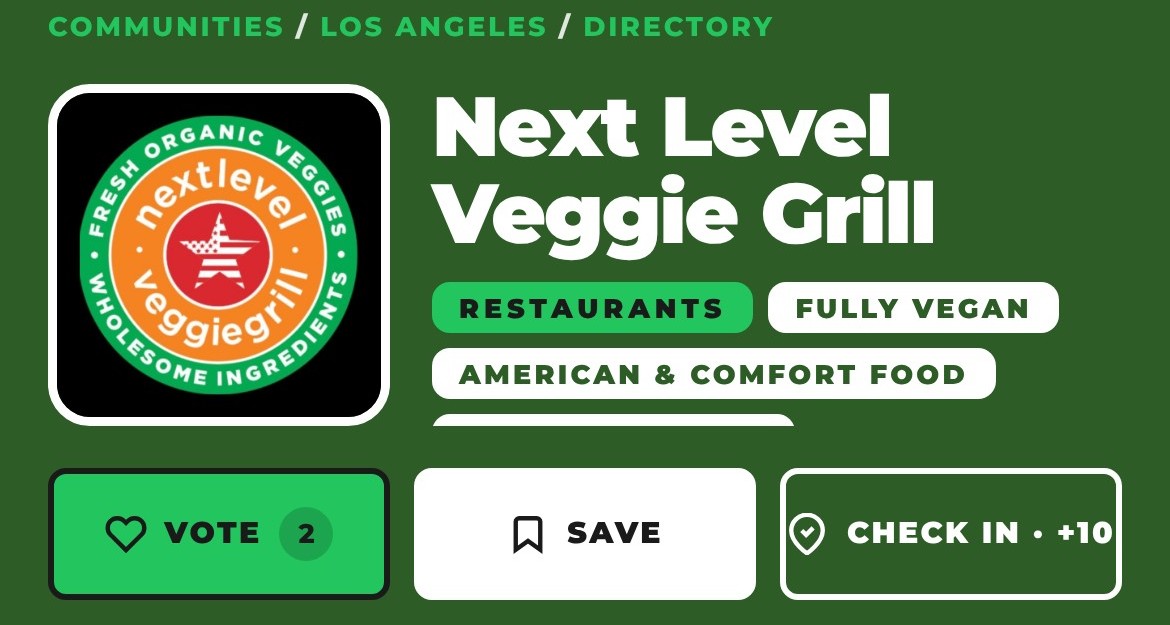 COMMUNITIES / LOS ANGELES / DIRECTORY
FRESH ORGANIC VEGGIES
nextlevel
veggiegrill
WHOLESOME INGREDIENTS
Next Level
Veggie Grill
RESTAURANTS
FULLY VEGAN
AMERICAN & COMFORT FOOD
VOTE 2
SAVE
CHECK IN · +10